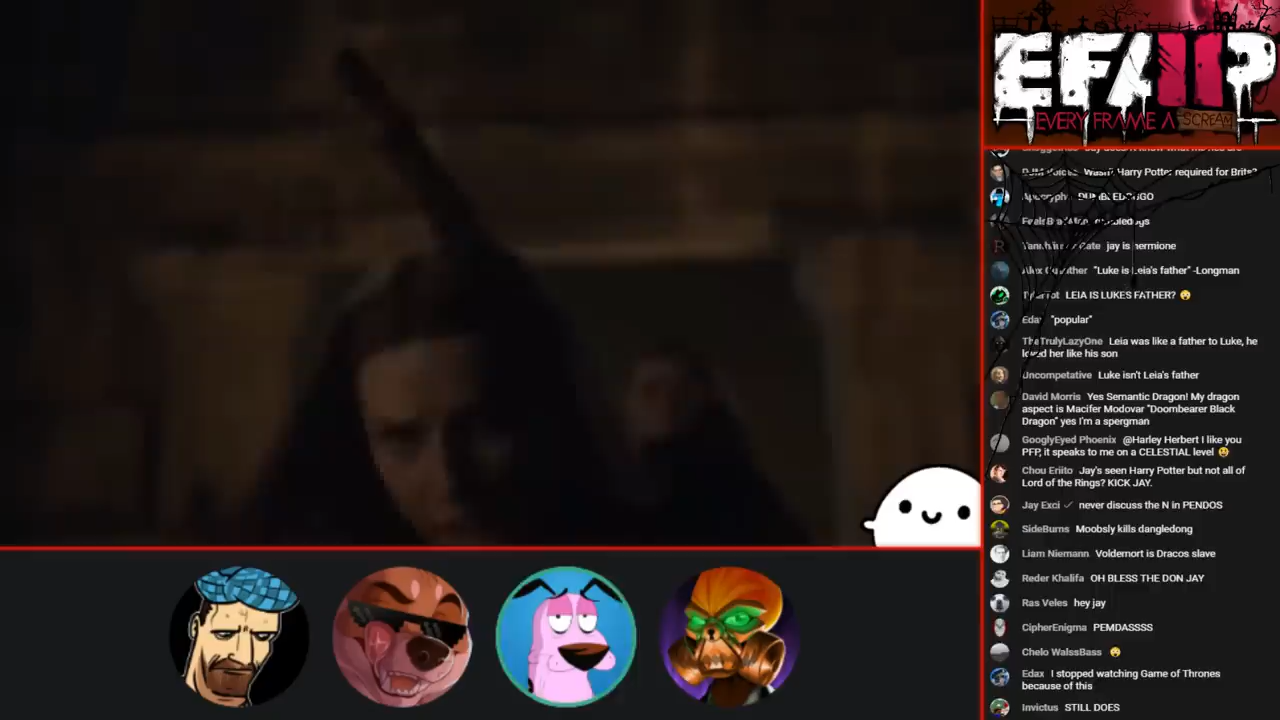 EFAP
EVERY FRAME A SCREAM
Wasn't Harry Potter required for Brits?
DUMBLEDONGO
jay is hermione
"Luke is Leia's father" -Longman
LEIA IS LUKES FATHER? 😮
"popular"
TheTrulyLazyOne Leia was like a father to Luke, he
loved her like his son
Uncompetative Luke isn't Leia's father
David Morris Yes Semantic Dragon! My dragon
aspect is Macifer Modovar "Doombearer Black
Dragon" yes I'm a spergman
GooglyEyed Phoenix @Harley Herbert I like you
PFP, it speaks to me on a CELESTIAL level 😢
Chou Eriito Jay's seen Harry Potter but not all of
Lord of the Rings? KICK JAY.
Jay Exci ✓ never discuss the N in PENDOS
SideBurns Moobsly kills dangledong
Liam Niemann Voldemort is Dracos slave
Reder Khalifa OH BLESS THE DON JAY
Ras Veles hey jay
CipherEnigma PEMDASSSS
Chelo WalssBass 😮
Edax I stopped watching Game of Thrones
because of this
Invictus STILL DOES